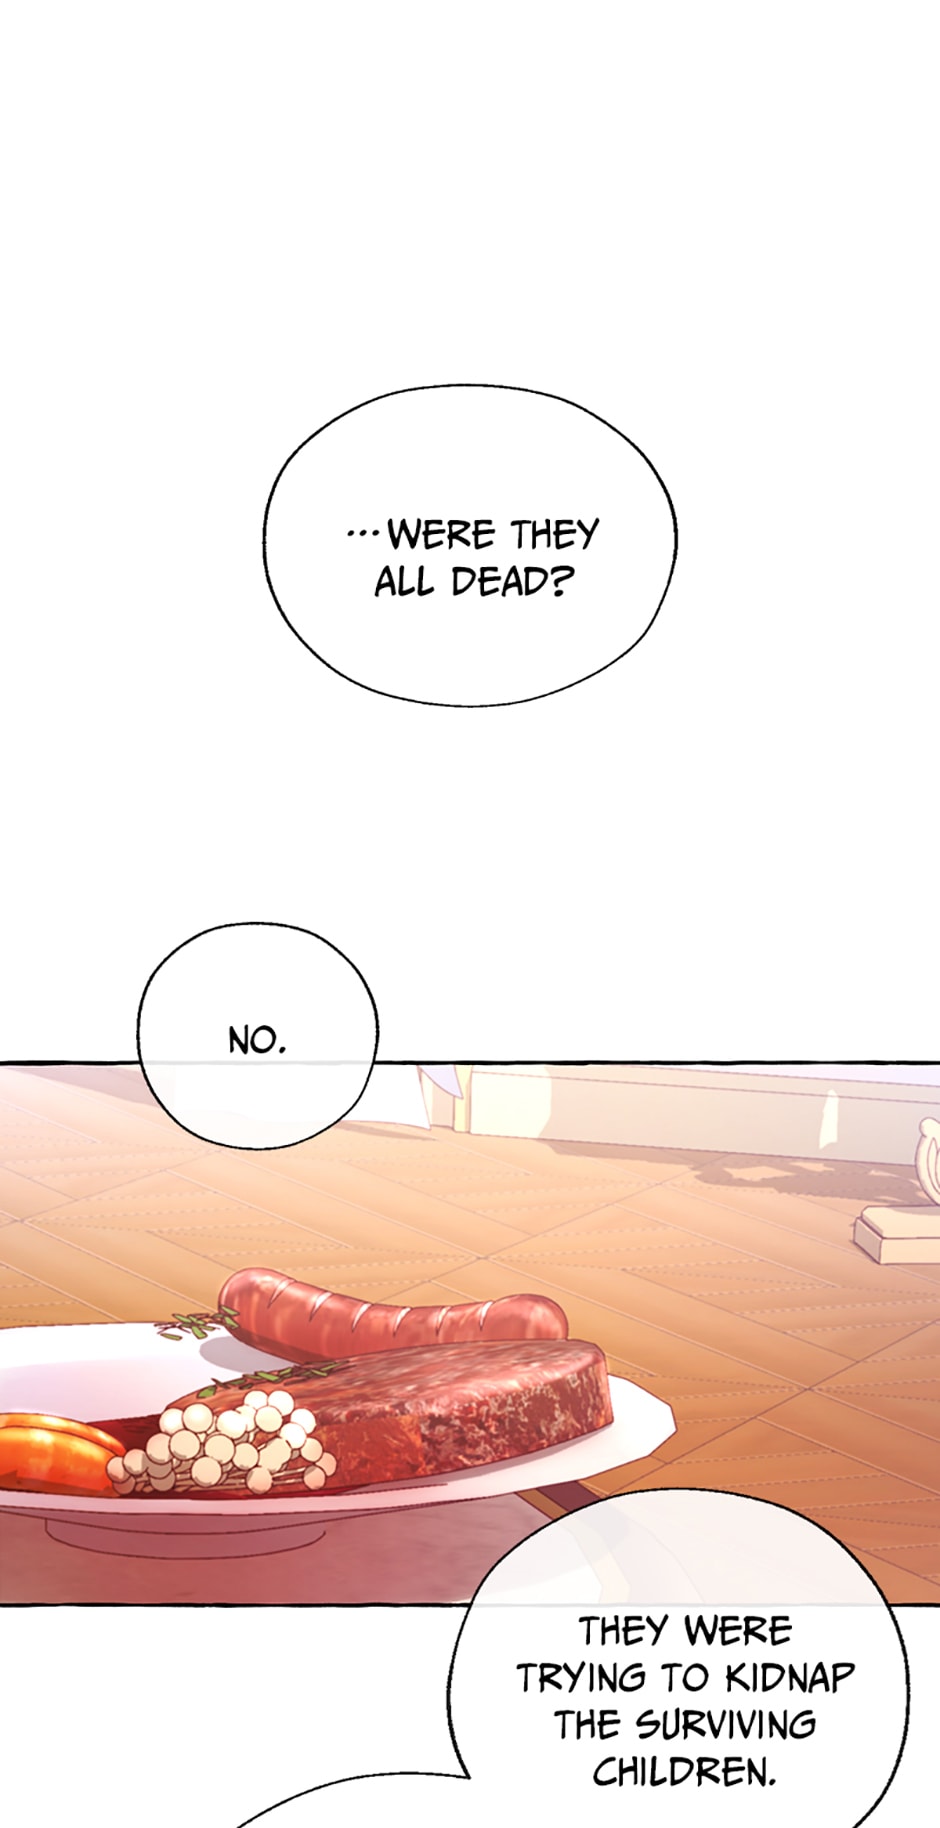 ...WERE THEY
ALL DEAD?
NO.
THEY WERE
TRYING TO KIDNAP
THE SURVIVING
CHILDREN.